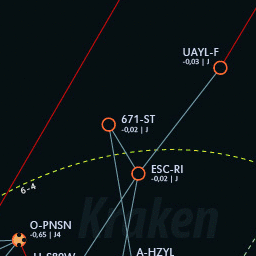 UAYL-F
-0,03 | J
671-ST
-0,02 | J
ESC-RI
-0,02 | J
6-4
Kraken
O-PNSN
-0,65 | J4
A-HZYL